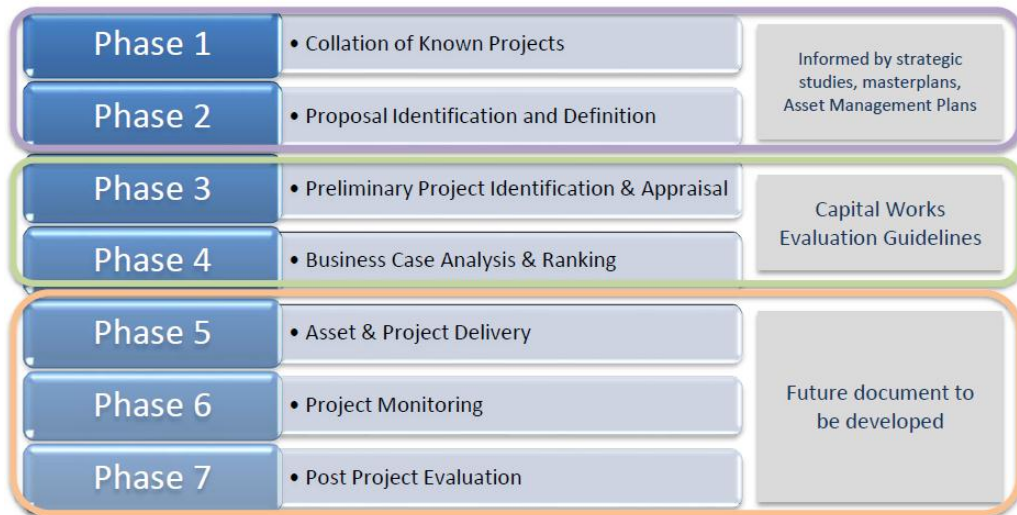 Phase 1
• Collation of Known Projects
Phase 2
• Proposal Identification and Definition
Informed by strategic
studies, masterplans,
Asset Management Plans
Phase 3
• Preliminary Project Identification & Appraisal
Phase 4
• Business Case Analysis & Ranking
Capital Works
Evaluation Guidelines
Phase 5
• Asset & Project Delivery
Phase 6
• Project Monitoring
Phase 7
• Post Project Evaluation
Future document to
be developed